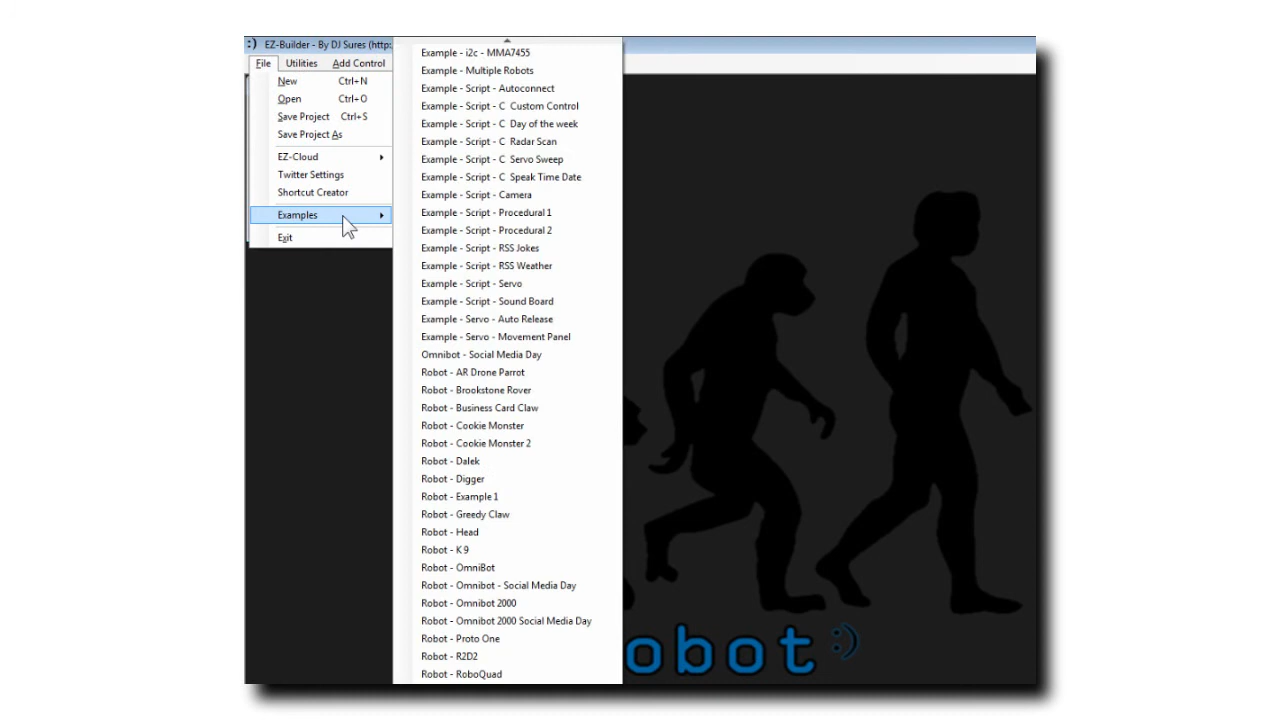 :) EZ-Builder - By DJ Sures (http:
File Utilities Add Control
New Ctrl+N
Open Ctrl+O
Save Project Ctrl+S
Save Project As
EZ-Cloud
Twitter Settings
Shortcut Creator
Examples
Exit
Example - i2c - MMA7455
Example - Multiple Robots
Example - Script - Autoconnect
Example - Script - C Custom Control
Example - Script - C Day of the week
Example - Script - C Radar Scan
Example - Script - C Servo Sweep
Example - Script - C Speak Time Date
Example - Script - Camera
Example - Script - Procedural 1
Example - Script - Procedural 2
Example - Script - RSS Jokes
Example - Script - RSS Weather
Example - Script - Servo
Example - Script - Sound Board
Example - Servo - Auto Release
Example - Servo - Movement Panel
Omnibot - Social Media Day
Robot - AR Drone Parrot
Robot - Brookstone Rover
Robot - Business Card Claw
Robot - Cookie Monster
Robot - Cookie Monster 2
Robot - Dalek
Robot - Digger
Robot - Example 1
Robot - Greedy Claw
Robot - Head
Robot - K9
Robot - OmniBot
Robot - Omnibot - Social Media Day
Robot - Omnibot 2000
Robot - Omnibot 2000 Social Media Day
Robot - Proto One
Robot - R2D2
Robot - RoboQuad
obot :)